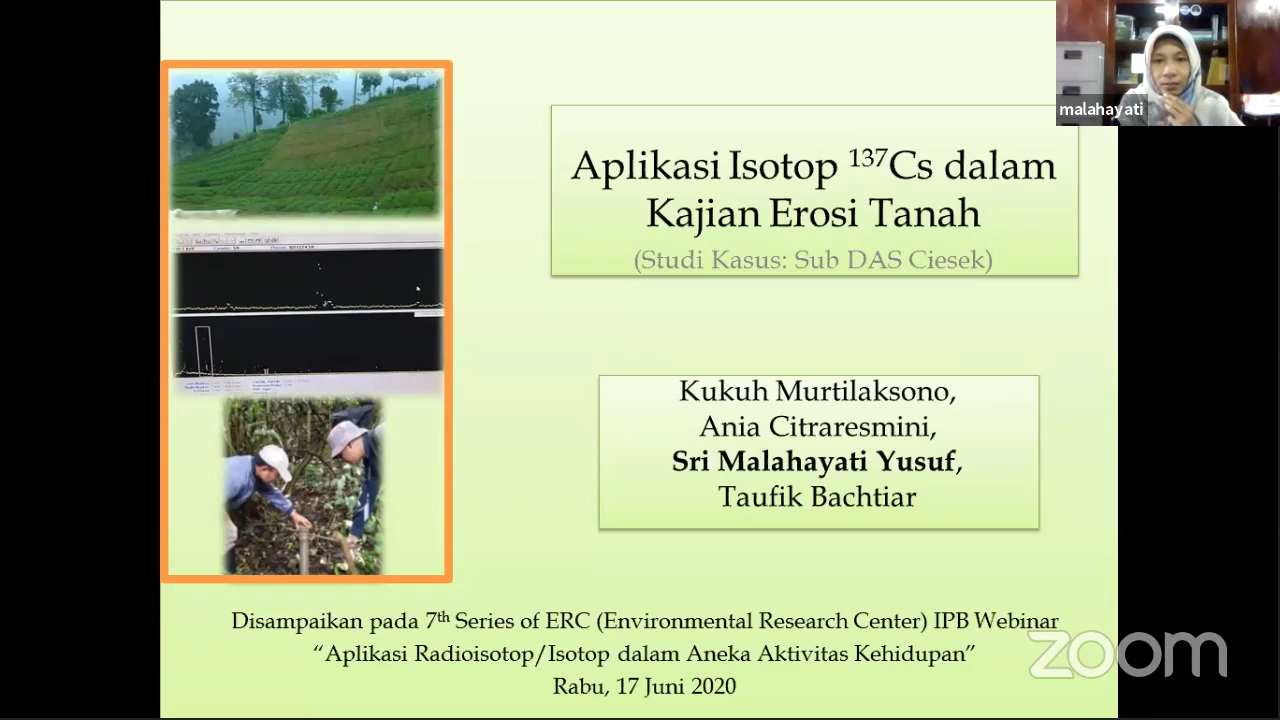 malahayati
Aplikasi Isotop ¹³⁷Cs dalam
Kajian Erosi Tanah
(Studi Kasus: Sub DAS Ciesek)
Kukuh Murtilaksono,
Ania Citraresmini,
Sri Malahayati Yusuf,
Taufik Bachtiar
Disampaikan pada 7th Series of ERC (Environmental Research Center) IPB Webinar
“Aplikasi Radioisotop/Isotop dalam Aneka Aktivitas Kehidupan”
Rabu, 17 Juni 2020
zoom